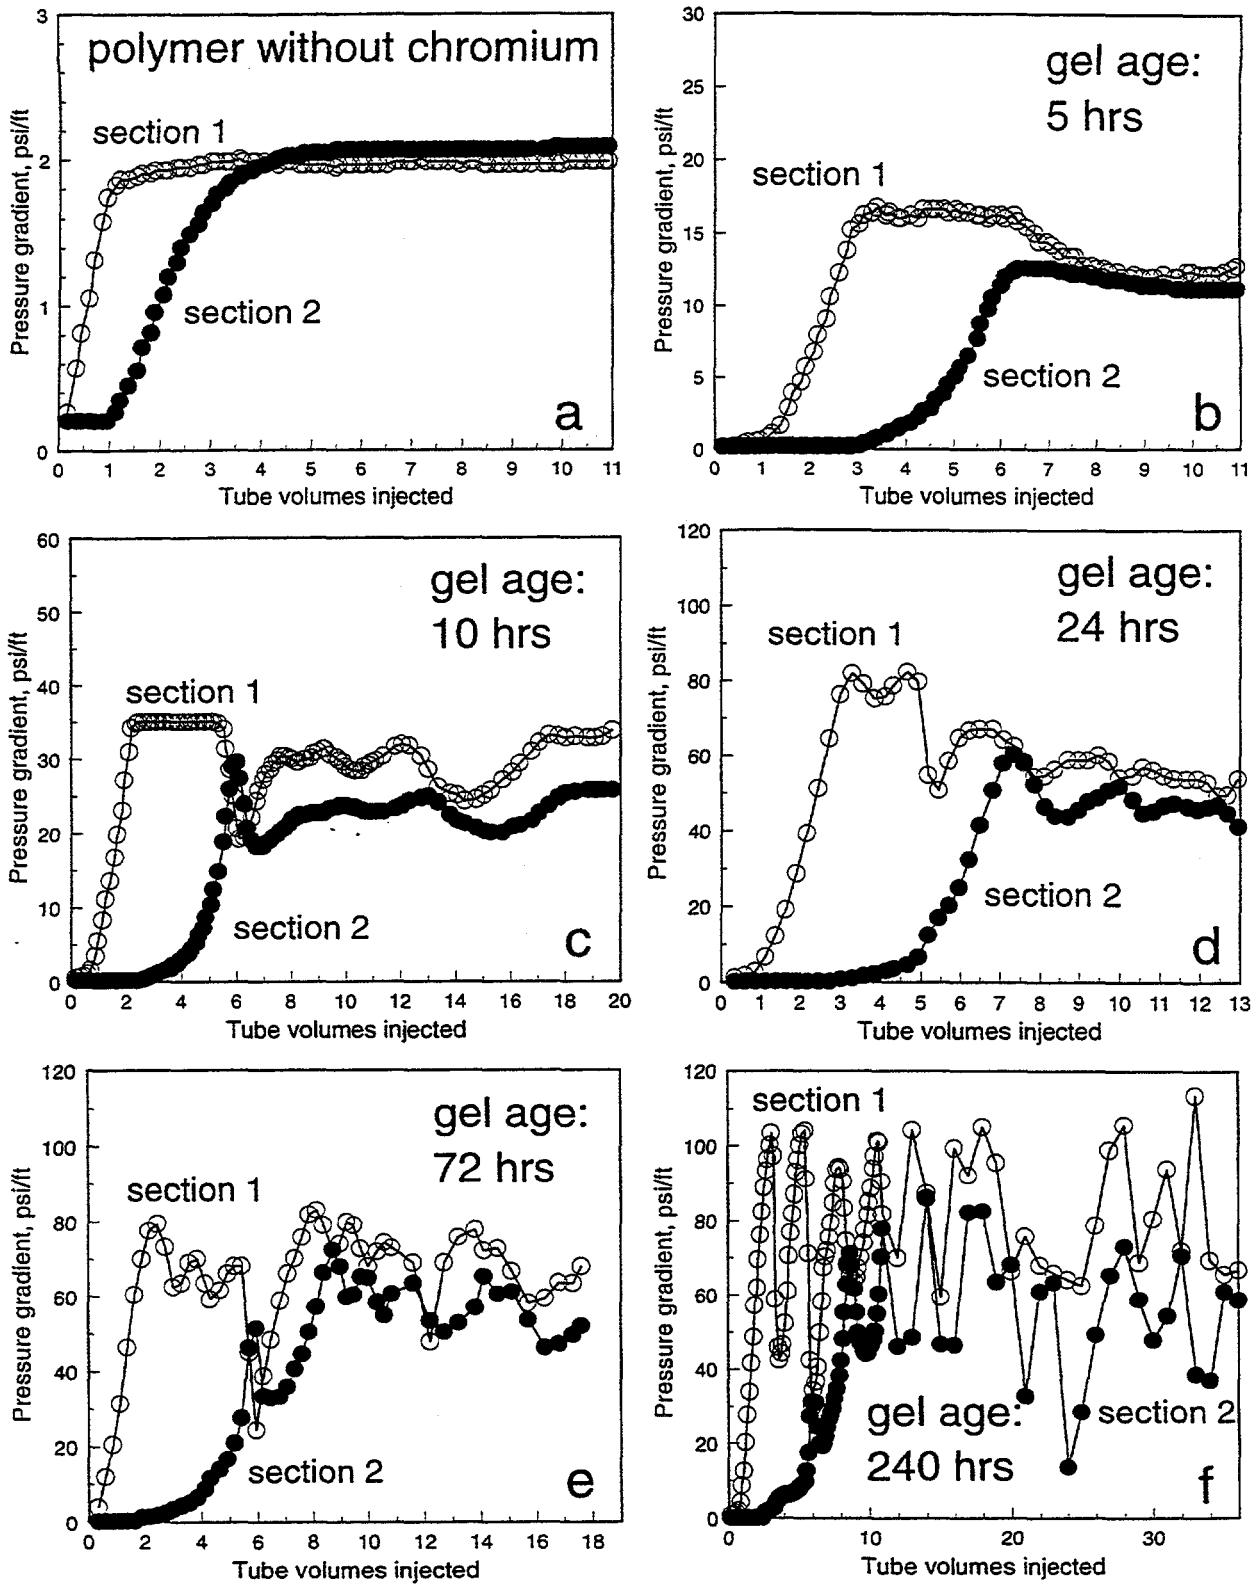 3
2
1
0
Pressure gradient, psi/ft
polymer without chromium
section 1
section 2
a
0 1 2 3 4 5 6 7 8 9 10 11
Tube volumes injected
30
25
20
15
10
5
0
Pressure gradient, psi/ft
gel age:
5 hrs
section 1
section 2
b
0 1 2 3 4 5 6 7 8 9 10 11
Tube volumes injected
60
50
40
30
20
10
0
Pressure gradient, psi/ft
gel age:
10 hrs
section 1
section 2
c
0 2 4 6 8 10 12 14 16 18 20
Tube volumes injected
120
100
80
60
40
20
0
Pressure gradient, psi/ft
gel age:
24 hrs
section 1
section 2
d
0 1 2 3 4 5 6 7 8 9 10 11 12 13
Tube volumes injected
120
100
80
60
40
20
0
Pressure gradient, psi/ft
gel age:
72 hrs
section 1
section 2
e
0 2 4 6 8 10 12 14 16 18
Tube volumes injected
120
100
80
60
40
20
0
Pressure gradient, psi/ft
section 1
gel age:
240 hrs
section 2
f
0 10 20 30
Tube volumes injected